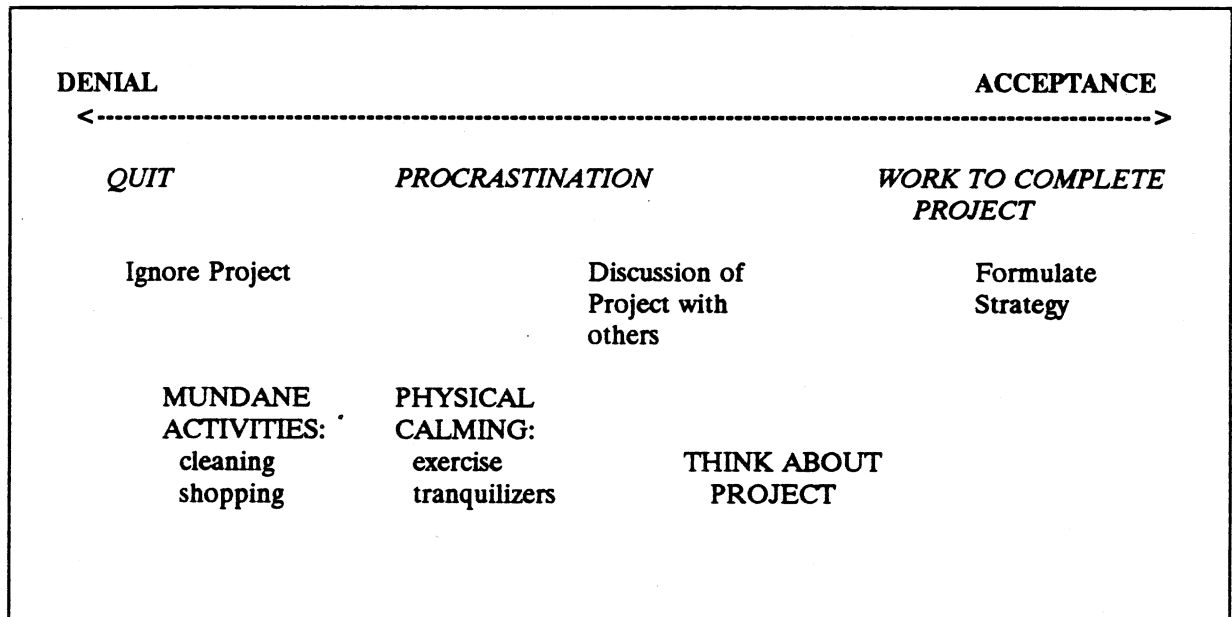 DENIAL ACCEPTANCE
<------------------------------------------------------------------------>
QUIT PROCRASTINATION WORK TO COMPLETE
PROJECT
Ignore Project Discussion of Formulate
Project with Strategy
others
MUNDANE PHYSICAL
ACTIVITIES: CALMING:
cleaning exercise THINK ABOUT
shopping tranquilizers PROJECT